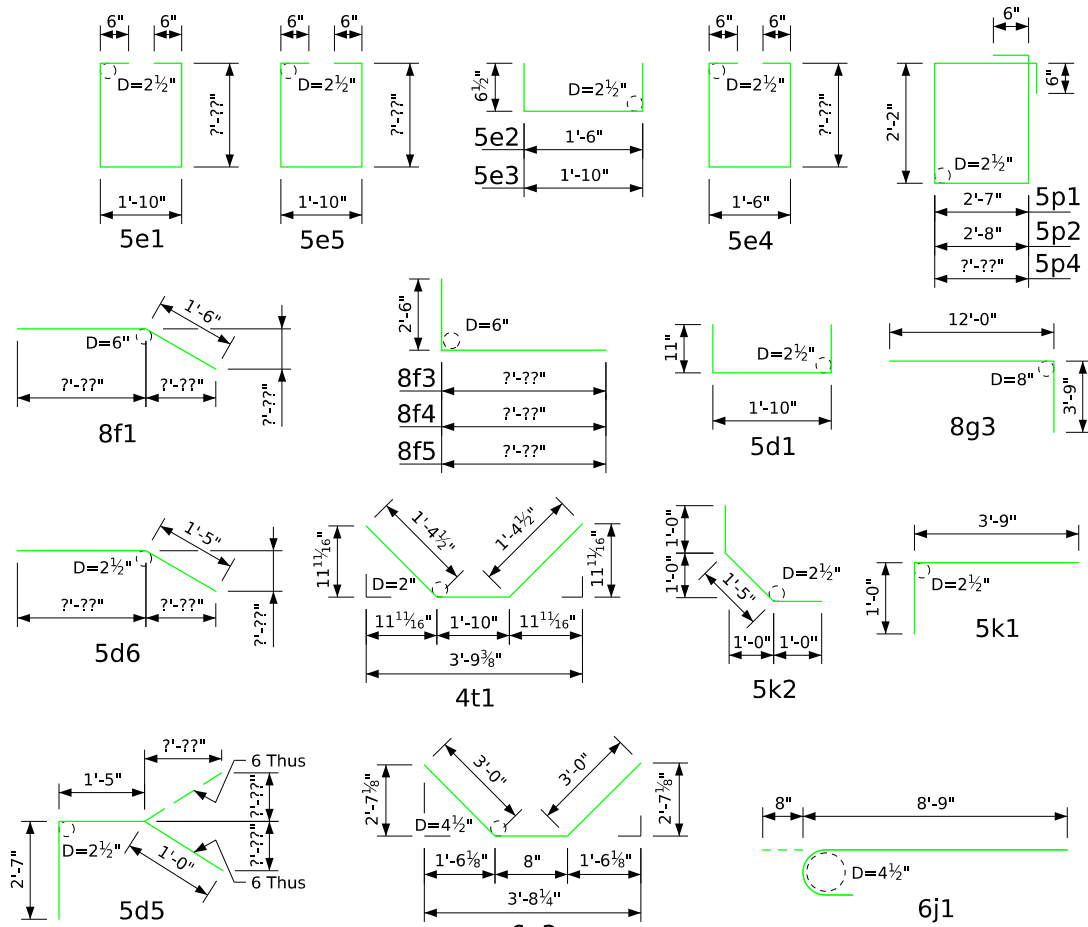 6" 6"
D=2½"
?'-??"
1'-10"
5e1
6" 6"
D=2½"
?'-??"
1'-10"
5e5
6½"
D=2½"
5e2 1'-6"
5e3 1'-10"
6" 6"
D=2½"
?'-??"
1'-6"
5e4
6"
6"
2'-2"
D=2½"
2'-7" 5p1
2'-8" 5p2
?'-??" 5p4
1'-6"
D=6"
?'-??" ?'-??"
?'-??"
8f1
2'-6"
D=6"
8f3 ?'-??"
8f4 ?'-??"
8f5 ?'-??"
11"
D=2½"
1'-10"
5d1
12'-0"
D=8"
3'-9"
8g3
1'-5"
D=2½"
?'-??" ?'-??"
?'-??"
5d6
1'-4½" 1'-4½"
11¹¹⁄₁₆" 11¹¹⁄₁₆"
D=2"
11¹¹⁄₁₆" 1'-10" 11¹¹⁄₁₆"
3'-9⅜"
4t1
1'-0"
1'-0"
D=2½"
1'-5"
1'-0" 1'-0"
5k2
3'-9"
D=2½"
1'-0"
5k1
?'-??"
6 Thus
1'-5"
?'-??"
?'-??"
D=2½"
1'-0"
6 Thus
2'-7"
5d5
3'-0" 3'-0"
2'-7⅛" 2'-7⅛"
D=4½"
1'-6⅛" 8" 1'-6⅛"
3'-8¼"
8" 8'-9"
D=4½"
6j1